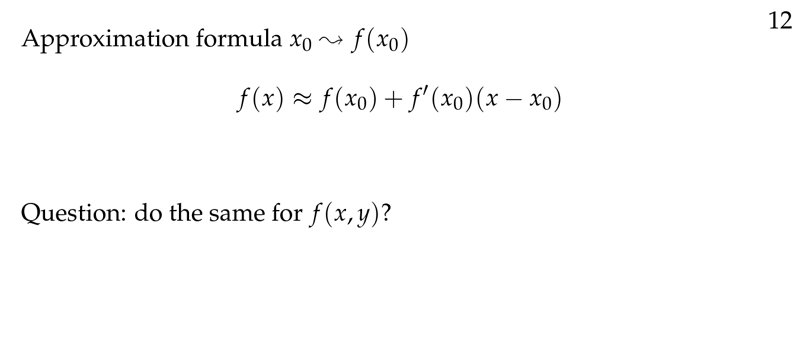 12
Approximation formula x₀ ⇝ f(x₀)
f(x) ≈ f(x₀) + f′(x₀)(x − x₀)
Question: do the same for f(x, y)?